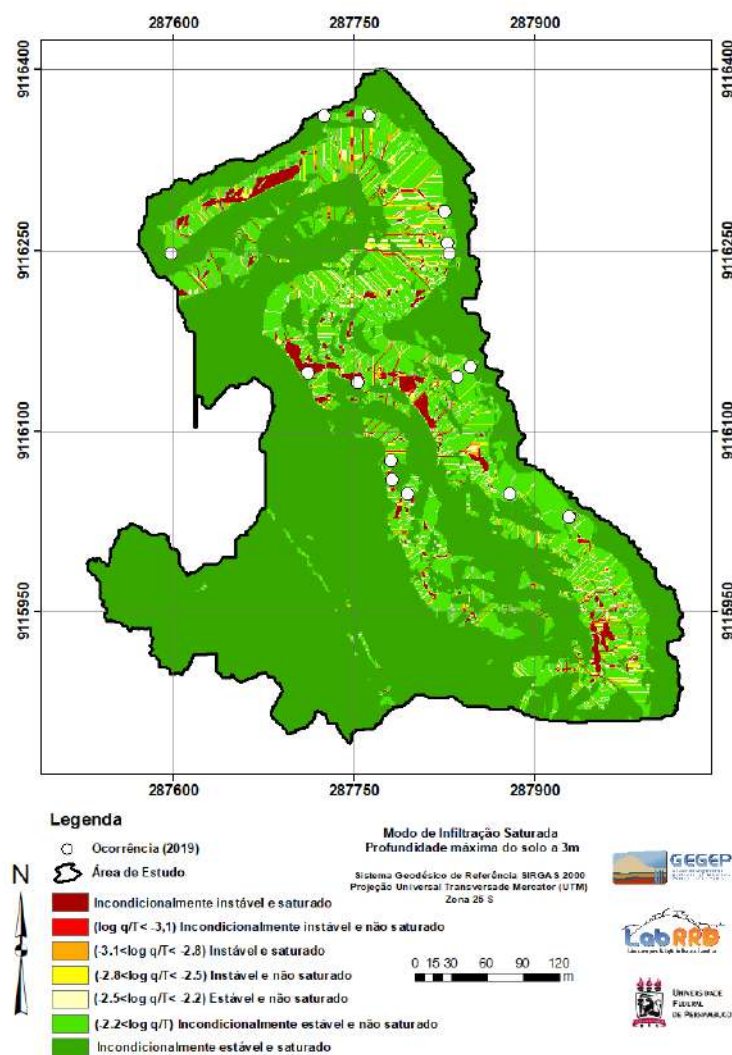 287600 287750 287900
9116400 9116400
9116250 9116250
9116100 9116100
9115950 9115950
287600 287750 287900
Legenda
Ocorrência (2019)
Área de Estudo
Incondicionalmente instável e saturado
(log q/T< -3,1) Incondicionalmente instável e não saturado
(-3.1<log q/T< -2.8) Instável e saturado
(-2.8<log q/T< -2.5) Instável e não saturado
(-2.5<log q/T< -2.2) Estável e não saturado
(-2.2<log q/T) Incondicionalmente estável e não saturado
Incondicionalmente estável e saturado
N
Modo de Infiltração Saturada
Profundidade máxima do solo a 3m
Sistema Geodésico de Referência SIRGAS 2000
Projeção Universal Transversade Mercator (UTM)
Zona 25 S
0 15 30 60 90 120
m
GEGEP
LabRRD
UNIVERSIDADE
FEDERAL
DE PERNAMBUCO